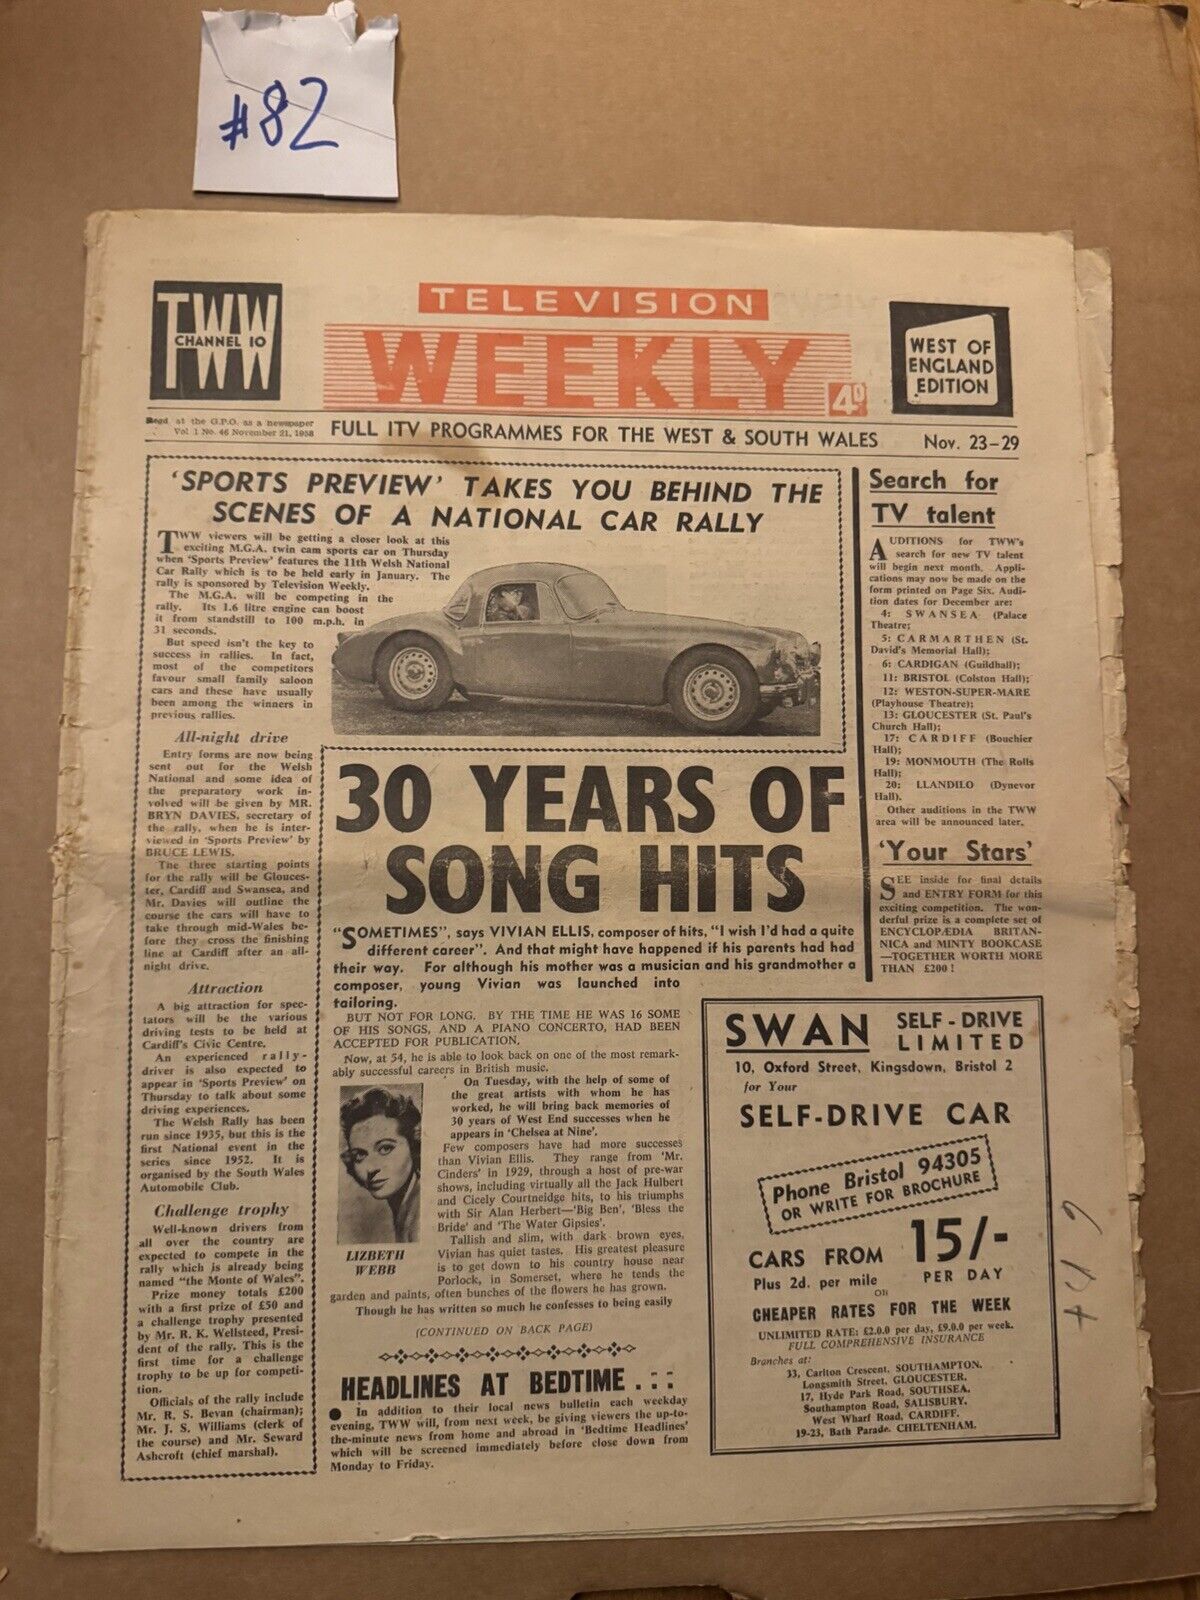 #82
TWW
CHANNEL 10
TWW
TELEVISION
WEEKLY
4D
WEST OF
ENGLAND
EDITION
Regd at the G.P.O. as a newspaper
Vol 1 No. 46 November 21, 1958
FULL ITV PROGRAMMES FOR THE WEST & SOUTH WALES
Nov. 23-29
'SPORTS PREVIEW' TAKES YOU BEHIND THE
SCENES OF A NATIONAL CAR RALLY
TWW viewers will be getting a closer look at this
exciting M.G.A. twin cam sports car on Thursday
when 'Sports Preview' features the 11th Welsh National
Car Rally which is to be held early in January. The
rally is sponsored by Television Weekly.
The M.G.A. will be competing in the
rally. Its 1.6 litre engine can boost
it from standstill to 100 m.p.h. in
31 seconds.
But speed isn't the key to
success in rallies. In fact,
most of the competitors
favour small family saloon
cars and these have usually
been among the winners in
previous rallies.
All-night drive
Entry forms are now being
sent out for the Welsh
National and some idea of
the preparatory work in-
volved will be given by MR.
BRYN DAVIES, secretary of
the rally, when he is inter-
viewed in 'Sports Preview' by
BRUCE LEWIS.
The three starting points
for the rally will be Glouces-
ter, Cardiff and Swansea, and
Mr. Davies will outline the
course the cars will have to
take through mid-Wales be-
fore they cross the finishing
line at Cardiff after an all-
night drive.
Attraction
A big attraction for spec-
tators will be the various
driving tests to be held at
Cardiff's Civic Centre.
An experienced rally-
driver is also expected to
appear in 'Sports Preview' on
Thursday to talk about some
driving experiences.
The Welsh Rally has been
run since 1935, but this is the
first National event in the
series since 1952. It is
organised by the South Wales
Automobile Club.
Challenge trophy
Well-known drivers from
all over the country are
expected to compete in the
rally which is already being
named "the Monte of Wales".
Prize money totals £200
with a first prize of £50 and
a challenge trophy presented
by Mr. R. K. Wellsteed, Presi-
dent of the rally. This is the
first time for a challenge
trophy to be up for competi-
tion.
Officials of the rally include
Mr. R. S. Bevan (chairman);
Mr. J. S. Williams (clerk of
the course) and Mr. Seward
Ashcroft (chief marshal).
30 YEARS OF
SONG HITS
"SOMETIMES", says VIVIAN ELLIS, composer of hits, "I wish I'd had a quite
different career". And that might have happened if his parents had had
their way. For although his mother was a musician and his grandmother a
composer, young Vivian was launched into
tailoring.
BUT NOT FOR LONG. BY THE TIME HE WAS 16 SOME
OF HIS SONGS, AND A PIANO CONCERTO, HAD BEEN
ACCEPTED FOR PUBLICATION.
Now, at 54, he is able to look back on one of the most remark-
ably successful careers in British music.
On Tuesday, with the help of some of
the great artists with whom he has
worked, he will bring back memories of
30 years of West End successes when he
appears in 'Chelsea at Nine'.
Few composers have had more successes
than Vivian Ellis. They range from 'Mr.
Cinders' in 1929, through a host of pre-war
shows, including virtually all the Jack Hulbert
and Cicely Courtneidge hits, to his triumphs
with Sir Alan Herbert—'Big Ben', 'Bless the
Bride' and 'The Water Gipsies'.
Tallish and slim, with dark brown eyes,
Vivian has quiet tastes. His greatest pleasure
is to get down to his country house near
Porlock, in Somerset, where he tends the
garden and paints, often bunches of the flowers he has grown.
Though he has written so much he confesses to being easily
(CONTINUED ON BACK PAGE)
LIZBETH
WEBB
HEADLINES AT BEDTIME . . :
● In addition to their local news bulletin each weekday
evening, TWW will, from next week, be giving viewers the up-to-
the-minute news from home and abroad in 'Bedtime Headlines'
which will be screened immediately before close down from
Monday to Friday.
Search for
TV talent
AUDITIONS for TWW's
search for new TV talent
will begin next month. Appli-
cations may now be made on the
form printed on Page Six. Audi-
tion dates for December are:
4: SWANSEA (Palace
Theatre;
5: CARMARTHEN (St.
David's Memorial Hall);
6: CARDIGAN (Guildhall);
11: BRISTOL (Colston Hall);
12: WESTON-SUPER-MARE
(Playhouse Theatre);
13: GLOUCESTER (St. Paul's
Church Hall);
17: CARDIFF (Bouchier
Hall);
19: MONMOUTH (The Rolls
Hall);
20: LLANDILO (Dynevor
Hall).
Other auditions in the TWW
area will be announced later.
'Your Stars'
SEE inside for final details
and ENTRY FORM for this
exciting competition. The won-
derful prize is a complete set of
ENCYCLOPÆDIA BRITAN-
NICA and MINTY BOOKCASE
—TOGETHER WORTH MORE
THAN £200 !
SWAN SELF-DRIVE
LIMITED
10, Oxford Street, Kingsdown, Bristol 2
for Your
SELF-DRIVE CAR
Phone Bristol 94305
OR WRITE FOR BROCHURE
CARS FROM 15/-
Plus 2d. per mile PER DAY
OR
CHEAPER RATES FOR THE WEEK
UNLIMITED RATE: £2.0.0 per day, £9.0.0 per week.
FULL COMPREHENSIVE INSURANCE
Branches at:
33, Carlton Crescent, SOUTHAMPTON.
Longsmith Street, GLOUCESTER.
17, Hyde Park Road, SOUTHSEA.
Southampton Road, SALISBURY.
West Wharf Road, CARDIFF.
19-23, Bath Parade, CHELTENHAM.